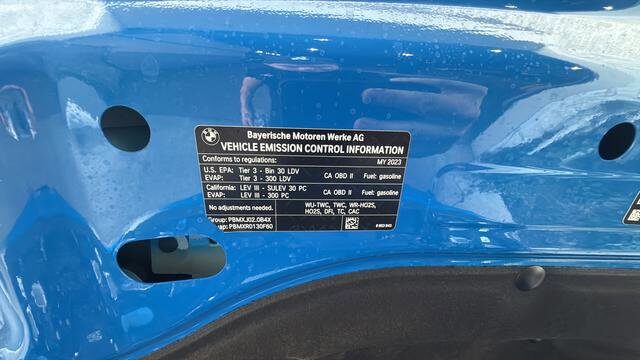 Bayerische Motoren Werke AG
VEHICLE EMISSION CONTROL INFORMATION
Conforms to regulations: MY 2023
U.S. EPA: Tier 3 - Bin 30 LDV CA OBD II Fuel: gasoline
EVAP: Tier 3 - 300 LDV
California: LEV III - SULEV 30 PC CA OBD II Fuel: gasoline
EVAP: LEV III - 300 PC
No adjustments needed. WU-TWC, TWC, WR-HO2S,
HO2S, DFI, TC, CAC
Group: PBMXJ02.0B4X
Evap: PBMXR0130F60